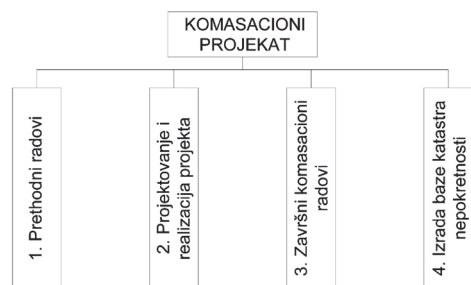 KOMASACIONI
PROJEKAT
1. Prethodni radovi
2. Projektovanje i
realizacija projekta
3. Završni komasacioni
radovi
4. Izrada baze katastra
nepokretnosti